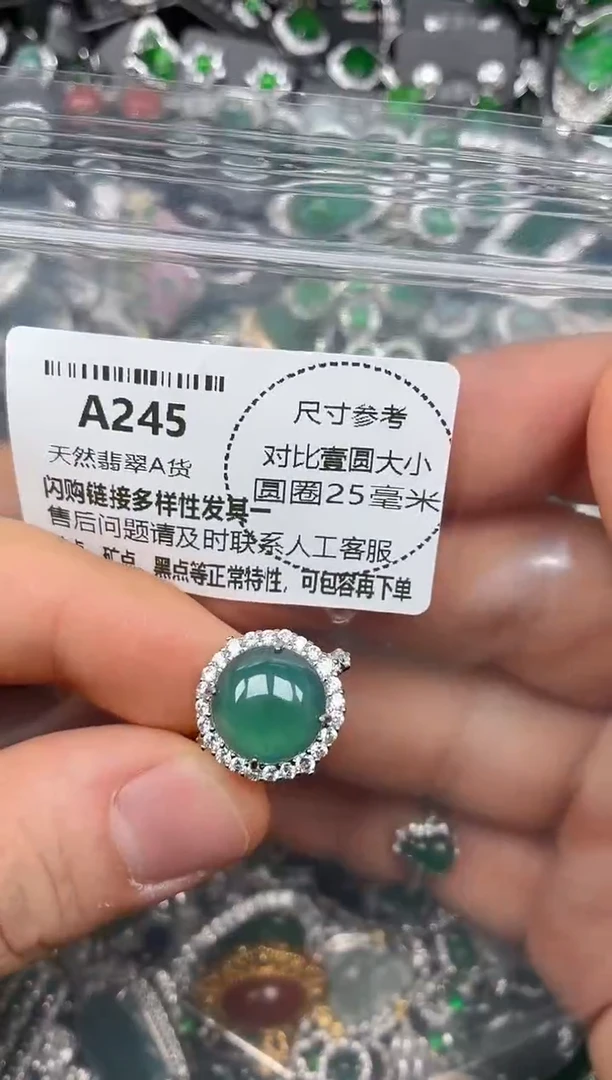 A245
天然翡翠A货
闪购链接多样性发其一
售后问题请及时联系人工客服
点、矿点、黑点等正常特性，可包容再下单
尺寸参考
对比壹圆大小
圆圈25毫米